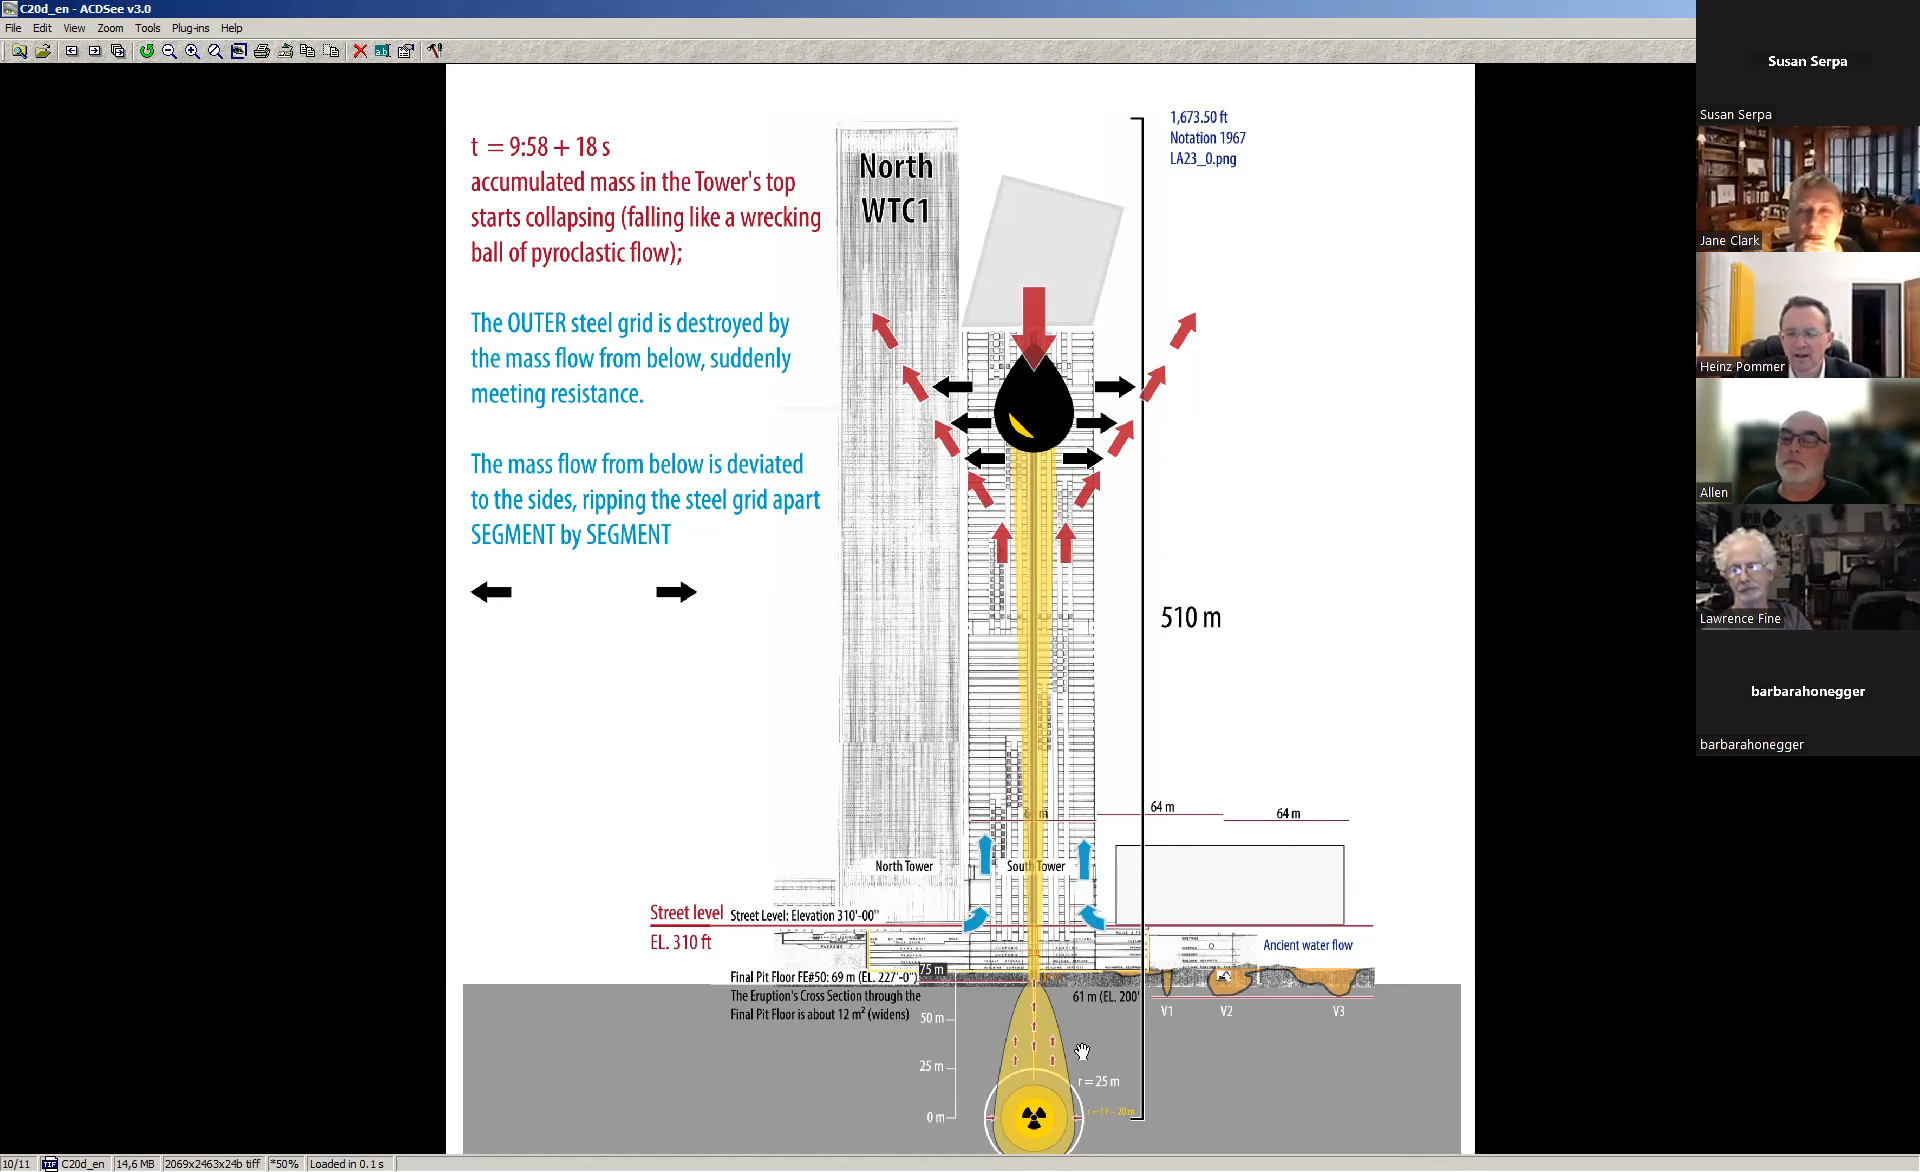 C20d_en - ACDSee v3.0
File Edit View Zoom Tools Plug-ins Help
t = 9:58 + 18 s
accumulated mass in the Tower's top
starts collapsing (falling like a wrecking
ball of pyroclastic flow);
The OUTER steel grid is destroyed by
the mass flow from below, suddenly
meeting resistance.
The mass flow from below is deviated
to the sides, ripping the steel grid apart
SEGMENT by SEGMENT
North
WTC1
1,673.50 ft
Notation 1967
LA23_0.png
510 m
64 m
64 m
North Tower
South Tower
Street level
Street Level: Elevation 310'-00"
EL. 310 ft
Ancient water flow
Final Pit Floor FE#50: 69 m (EL. 227'-0")
75 m
The Eruption's Cross Section through the
Final Pit Floor is about 12 m² (widens)
61 m (EL. 200'
V1
V2
V3
50 m
25 m
0 m
r = 25 m
r = 17 – 20 m
Susan Serpa
Susan Serpa
Jane Clark
Heinz Pommer
Allen
Lawrence Fine
barbarahonegger
barbarahonegger
10/11
TIF
C20d_en
14,6 MB
2069x2463x24b tiff
*50%
Loaded in 0.1 s